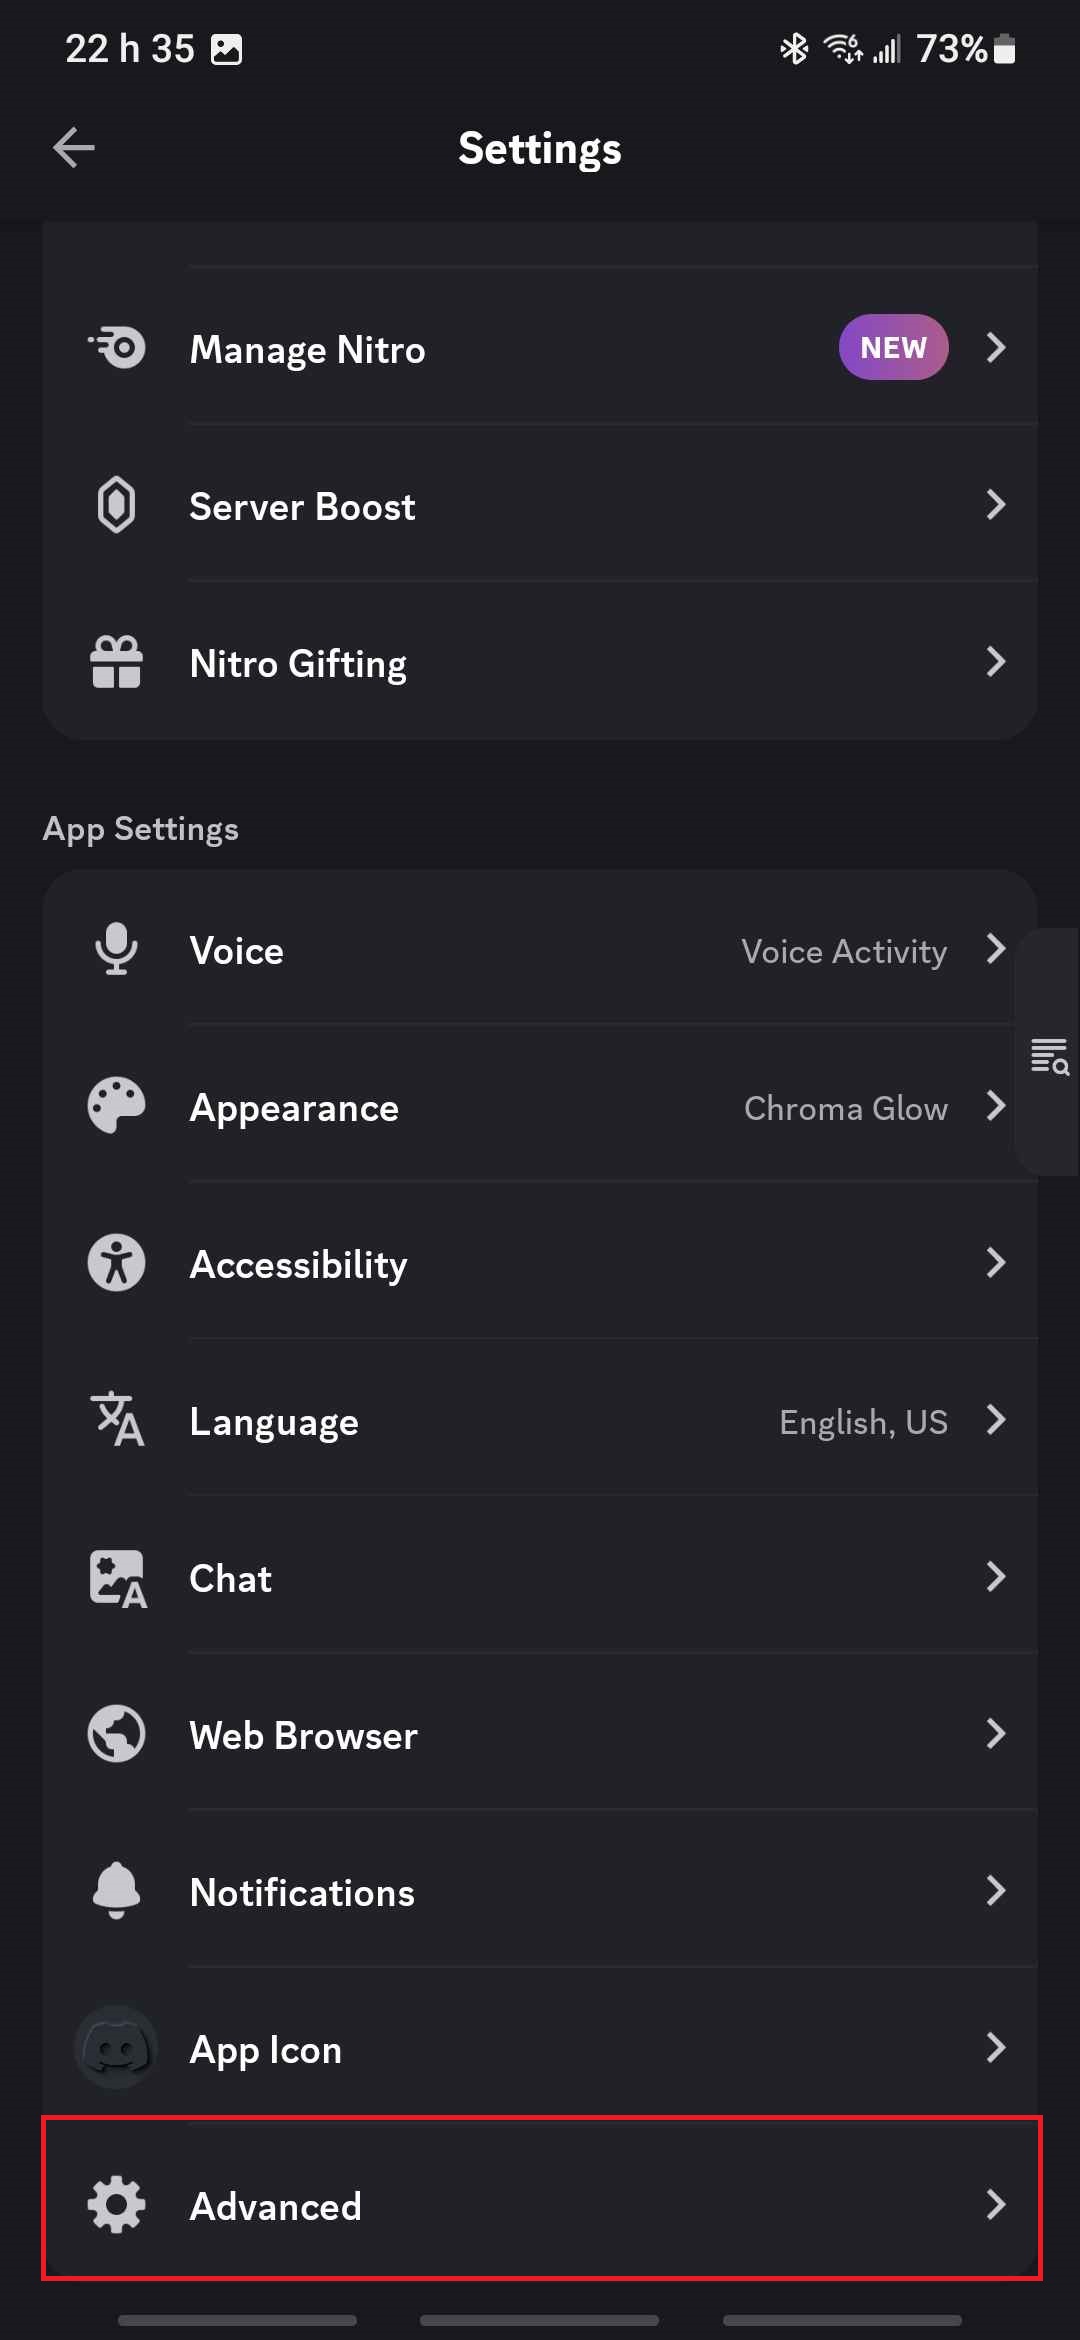 22 h 35
6
73%
Settings
Manage Nitro
NEW
Server Boost
Nitro Gifting
App Settings
Voice
Voice Activity
Appearance
Chroma Glow
Accessibility
Language
English, US
Chat
Web Browser
Notifications
App Icon
Advanced